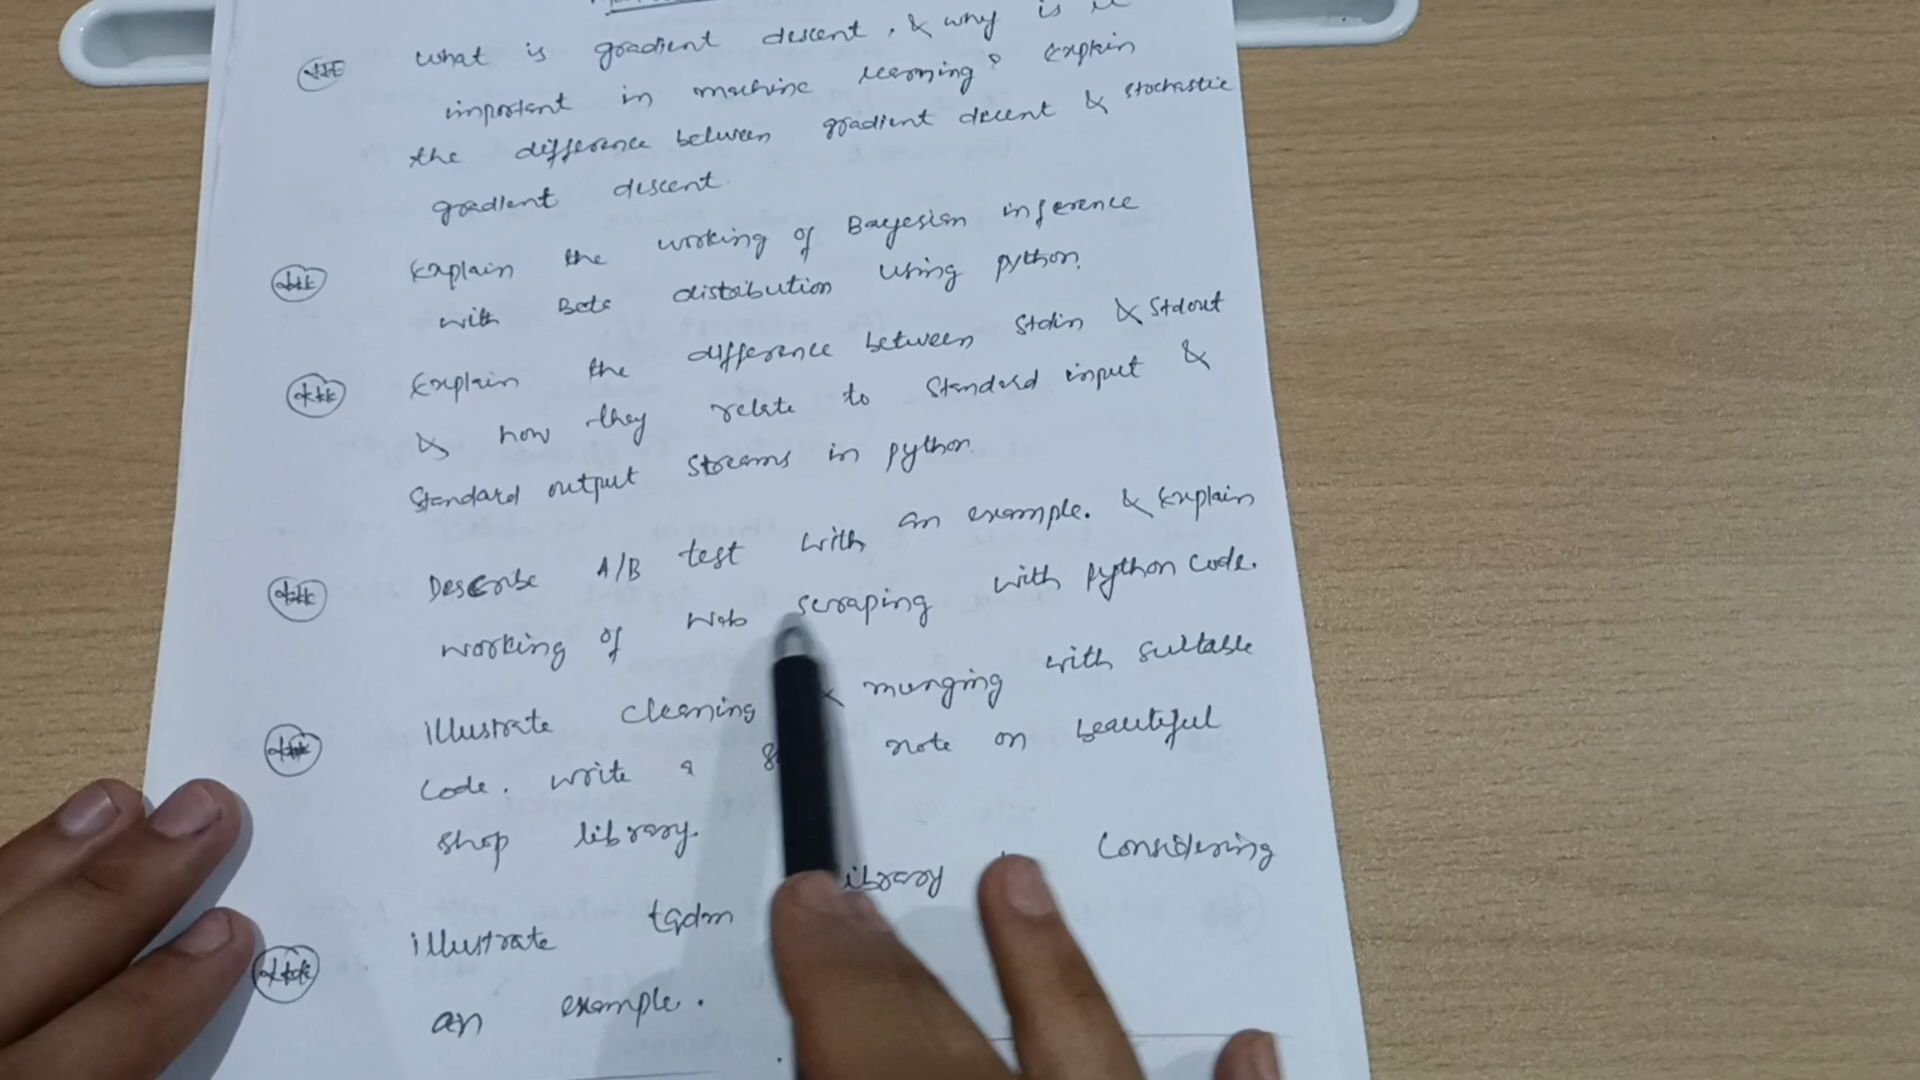 what is gradient descent, & why is it
important in machine learning? Explain
the difference between gradient decent & stochastic
gradient descent.
Explain the working of Bayesian inference
with Beta distribution using python.
Explain the difference between stdin & stdout
& how they relate to standard input &
standard output streams in python.
Describe A/B test with an example. & Explain
working of web scraping with python code.
illustrate cleaning & munging with suitable
code. write a note on beautiful
shop library.
illustrate tqdm library considering
an example.